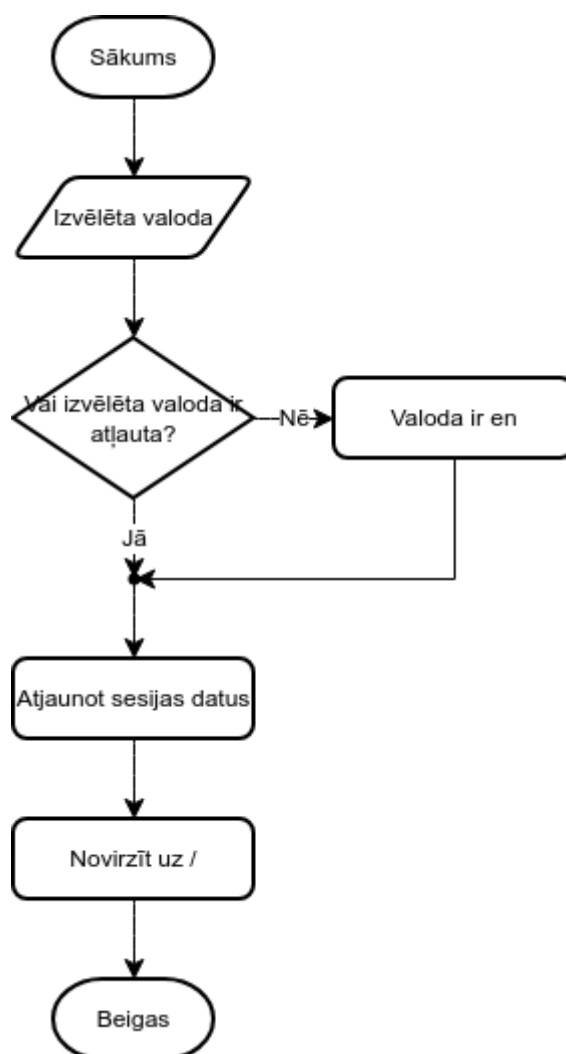 Sākums
Izvēlēta valoda
Vai izvēlēta valoda ir
atļauta?
Nē
Valoda ir en
Jā
Atjaunot sesijas datus
Novirzīt uz /
Beigas